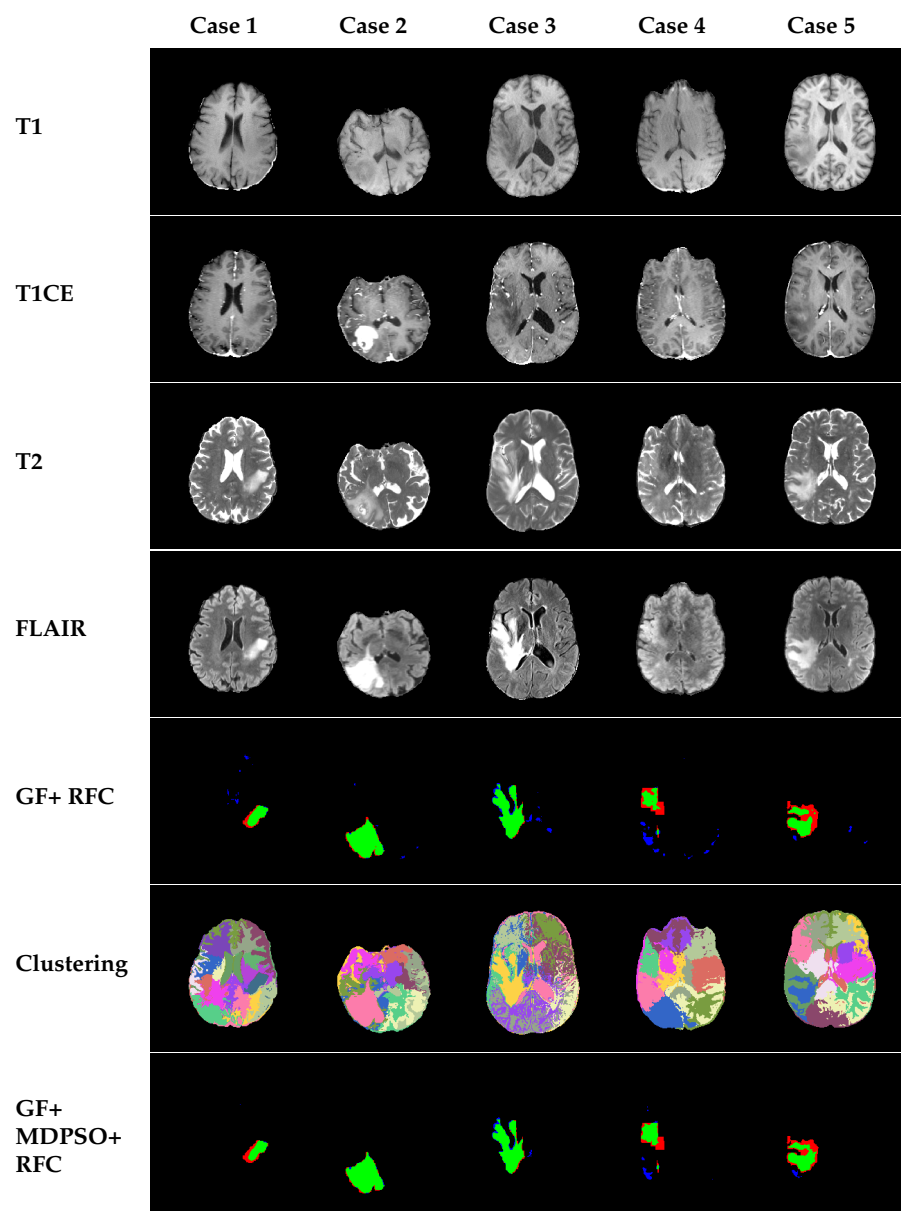 Case 1 Case 2 Case 3 Case 4 Case 5
T1
T1CE
T2
FLAIR
GF+ RFC
Clustering
GF+
MDPSO+
RFC